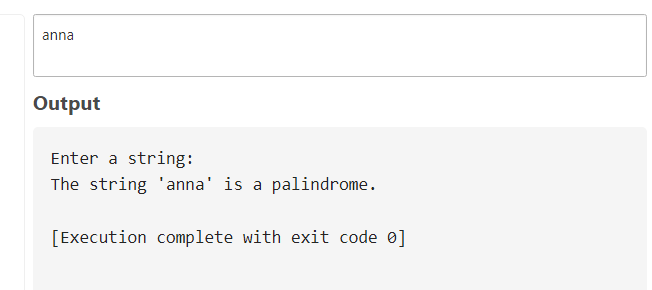 anna
Output
Enter a string:
The string 'anna' is a palindrome.
[Execution complete with exit code 0]